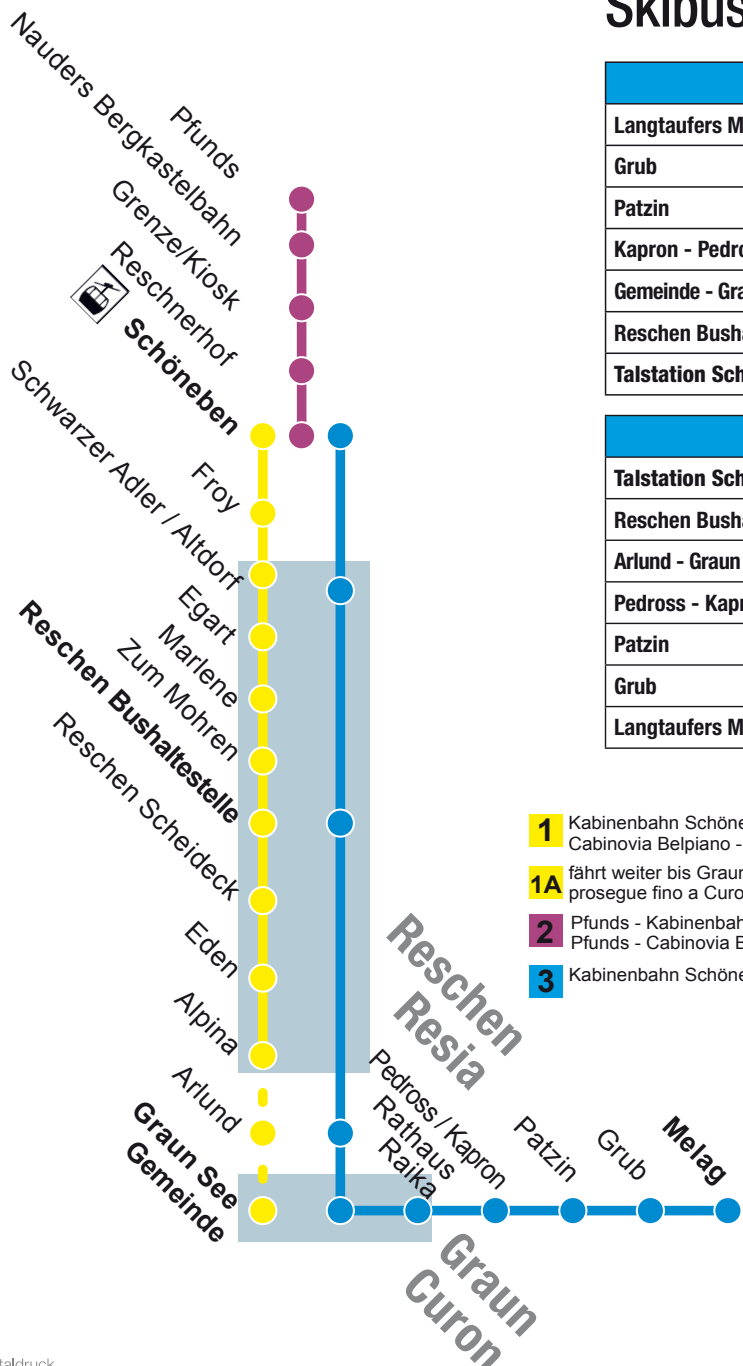 Skibus
Langtaufers M
Grub
Patzin
Kapron - Pedro
Gemeinde - Gra
Reschen Busha
Talstation Sch
Talstation Sch
Reschen Busha
Arlund - Graun
Pedross - Kapr
Patzin
Grub
Langtaufers M
Pfunds
Nauders Bergkastelbahn
Grenze/Kiosk
Reschnerhof
Schöneben
Froy
Schwarzer Adler / Altdorf
Egart
Marlene
Zum Mohren
Reschen Bushaltestelle
Reschen Scheideck
Eden
Alpina
Arlund
Graun See
Gemeinde
Reschen
Resia
Raika
Rathaus
Pedross / Kapron
Patzin
Grub
Melag
Graun
Curon
1 Kabinenbahn Schöne
Cabinovia Belpiano -
1A fährt weiter bis Graun
prosegue fino a Curo
2 Pfunds - Kabinenbah
Pfunds - Cabinovia B
3 Kabinenbahn Schöne
taldruck